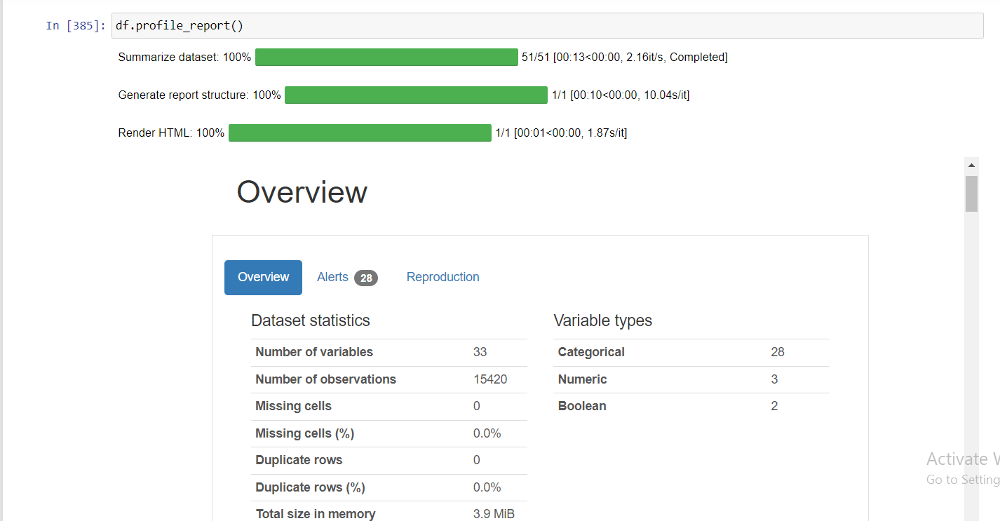 In [385]: df.profile_report()
Summarize dataset: 100% 51/51 [00:13<00:00, 2.16it/s, Completed]
Generate report structure: 100% 1/1 [00:10<00:00, 10.04s/it]
Render HTML: 100% 1/1 [00:01<00:00, 1.87s/it]
Overview
Overview Alerts 28 Reproduction
Dataset statistics
Number of variables 33
Number of observations 15420
Missing cells 0
Missing cells (%) 0.0%
Duplicate rows 0
Duplicate rows (%) 0.0%
Total size in memory 3.9 MiB
Variable types
Categorical 28
Numeric 3
Boolean 2
Activate W
Go to Setting